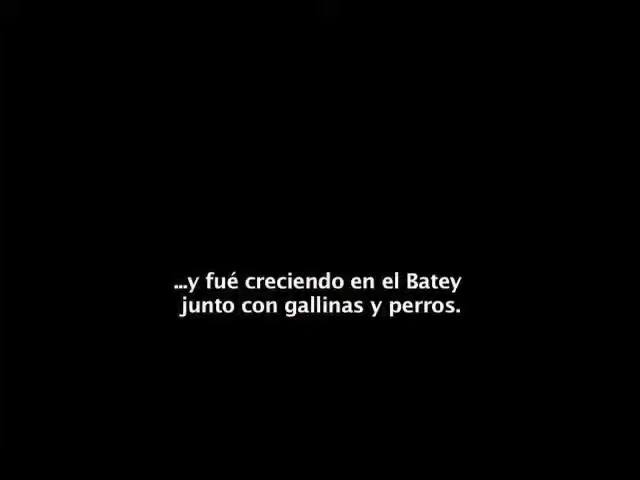 ...y fué creciendo en el Batey
junto con gallinas y perros.